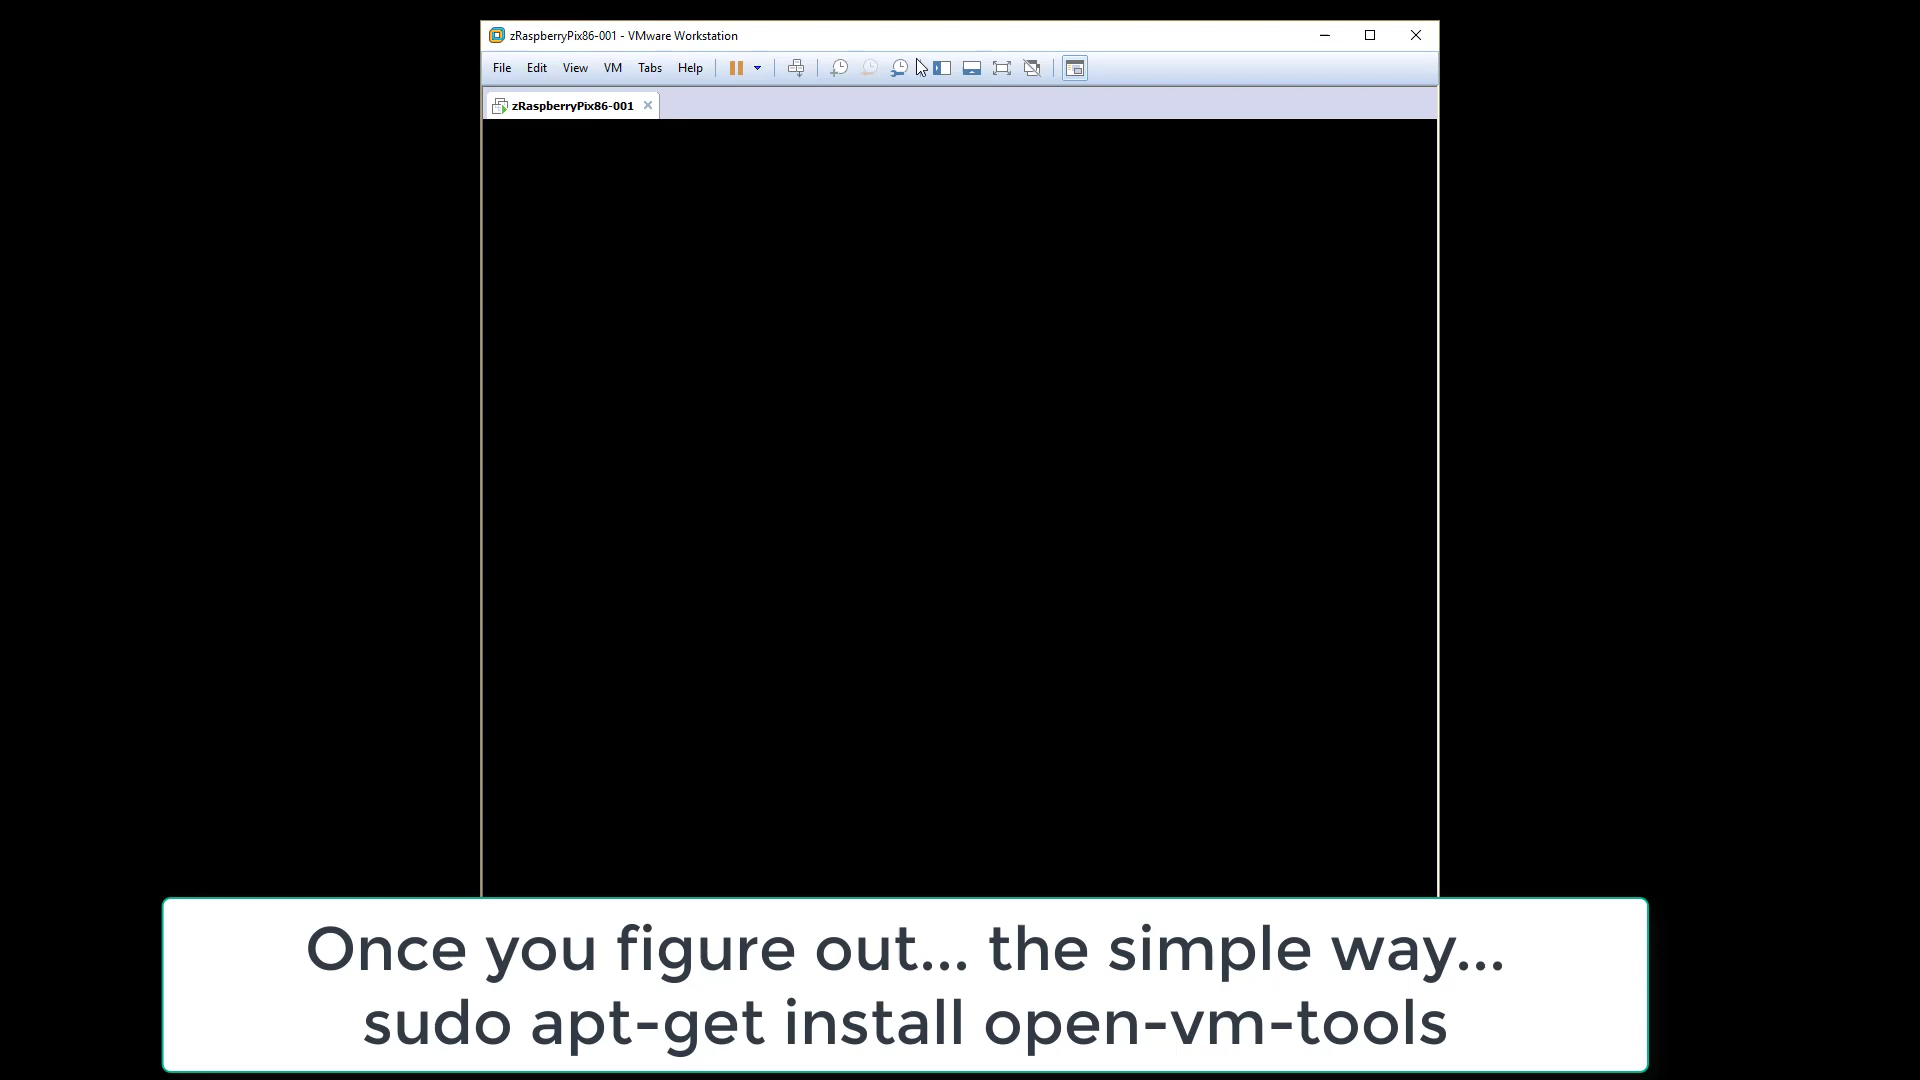 zRaspberryPix86-001 - VMware Workstation
File Edit View VM Tabs Help
zRaspberryPix86-001
Once you figure out... the simple way...
sudo apt-get install open-vm-tools